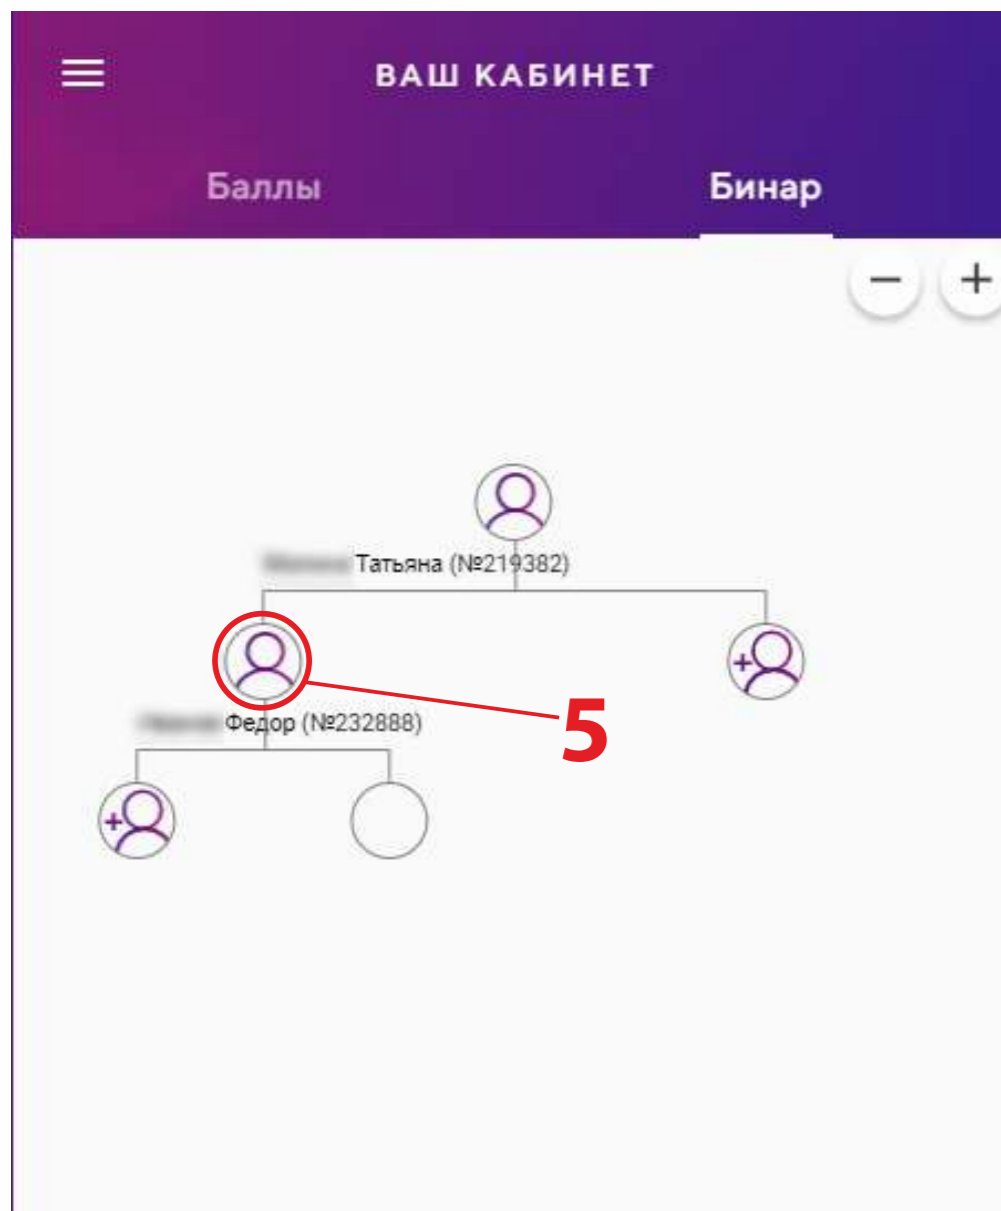 ВАШ КАБИНЕТ
Баллы Бинар
− +
Татьяна (№219382)
+
5
Федор (№232888)
+